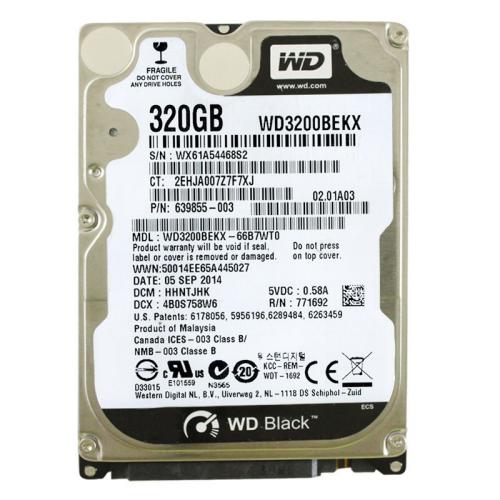 FRAGILE
DO NOT COVER
ANY DRIVE HOLES
WD
www.wd.com
320GB WD3200BEKX
S/N : WX61A54468S2
CT: 2EHJA007Z7F7XJ
02.01A03
P/N: 639855-003
MDL : WD3200BEKX-66B7WT0
Product warranty will be void if seal, Do not press
label or cover is removed or damaged. on top cover.
WWN:50014EE65A445027
DATE: 05 SEP 2014
DCM : HHNTJHK 5VDC : 0.58A
DCX : 4B0S758W6 R/N : 771692
U.S. Patents: 6178056, 5956196,6289484, 6263459
Product of Malaysia
Canada ICES-003 Class B/
NMB-003 Classe B
D33015 E101559 N3565 20 KCC-REM-
WDT-1692
Western Digital NL, B.V., Uiverweg 2, NL-1118 DS Schiphol-Zuid
WD Black™
ECS